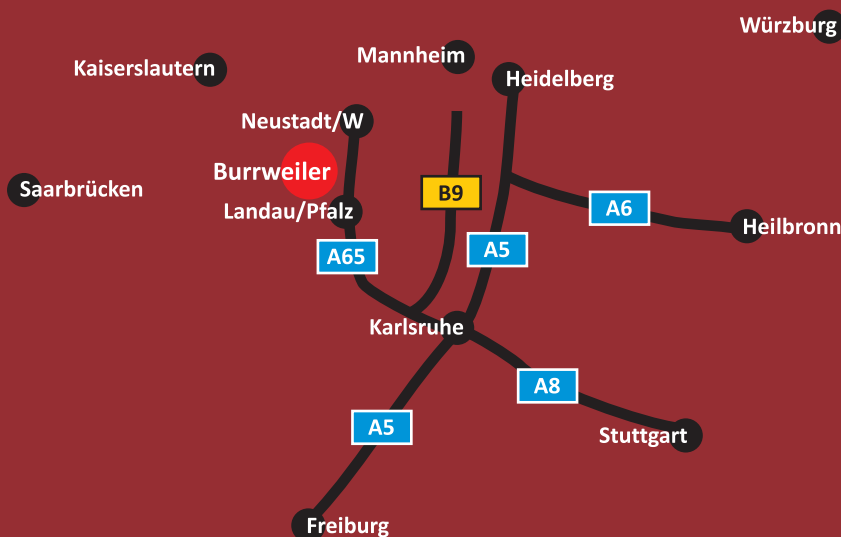 Würzburg
Mannheim
Kaiserslautern
Heidelberg
Neustadt/W
Burrweiler
Saarbrücken
B9
Landau/Pfalz
A6
Heilbronn
A65
A5
Karlsruhe
A8
A5
Stuttgart
Freiburg